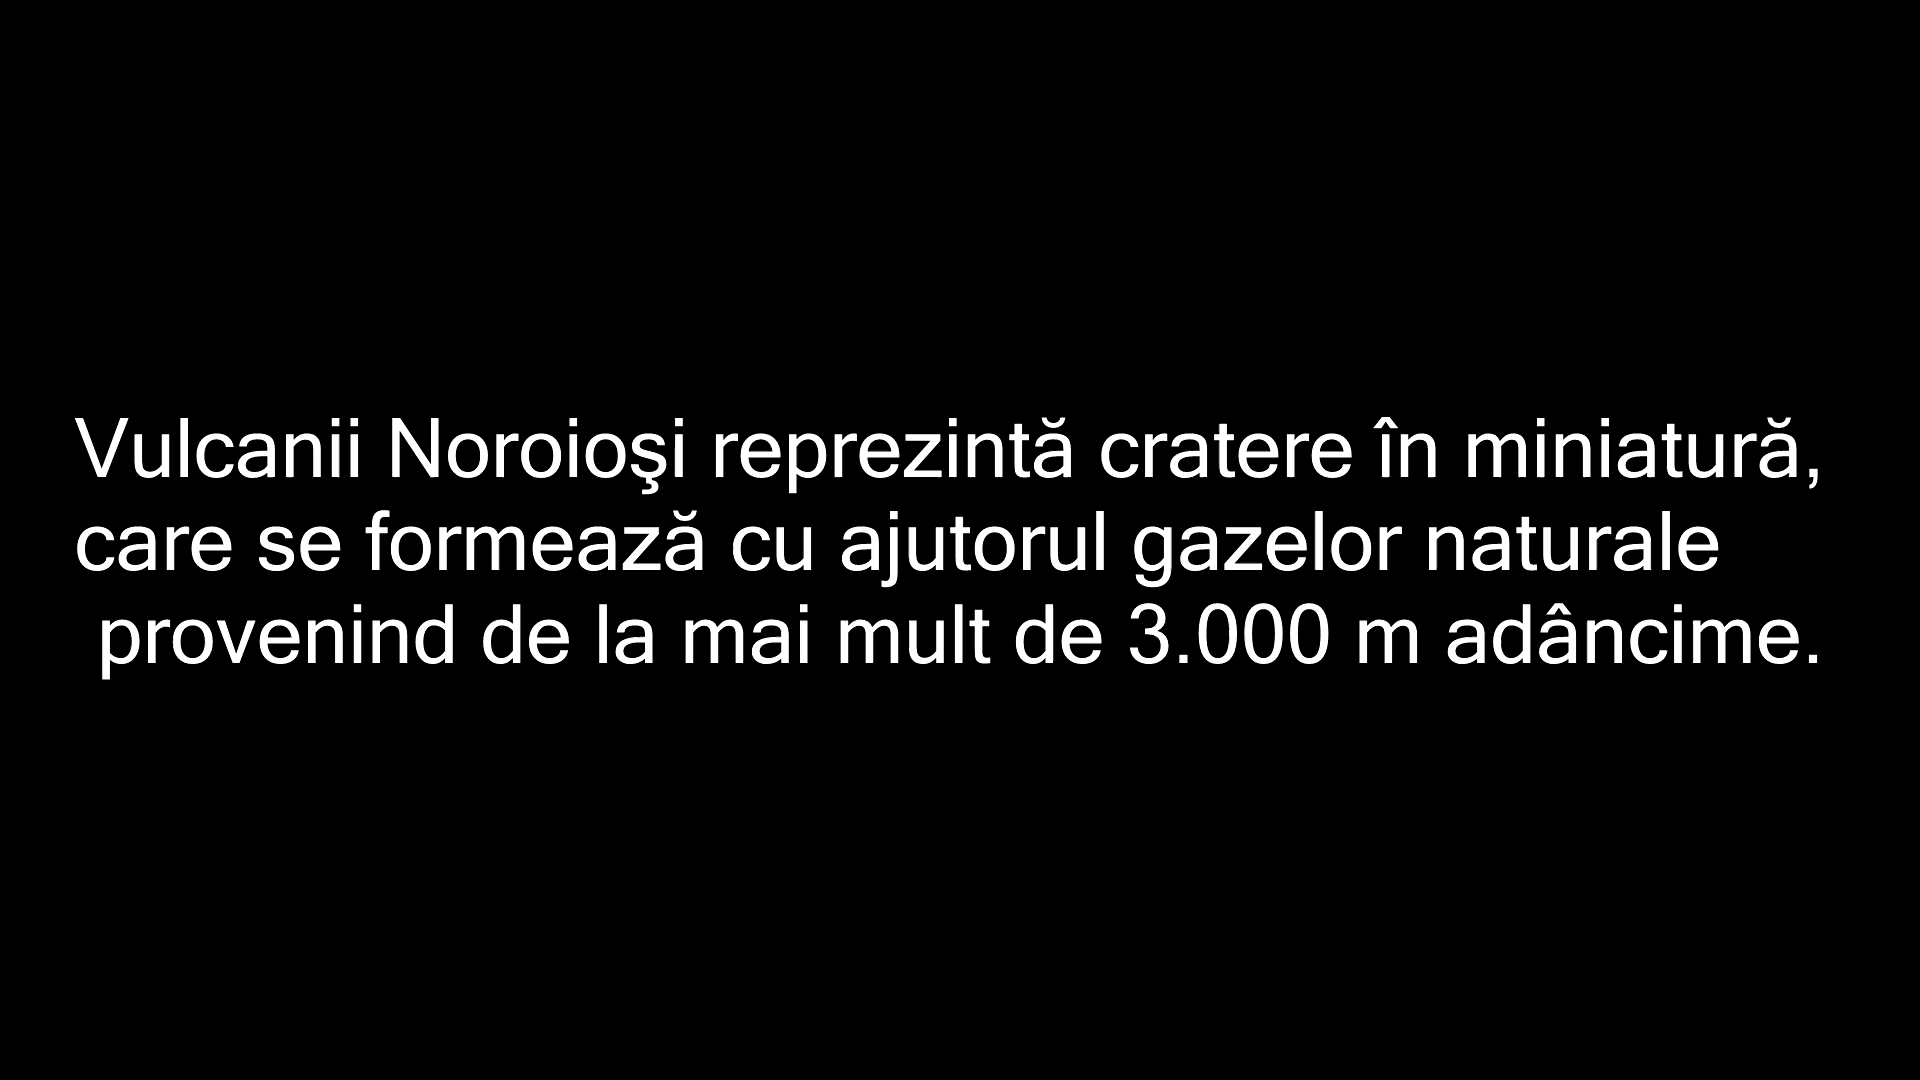 Vulcanii Noroioşi reprezintă cratere în miniatură,
care se formează cu ajutorul gazelor naturale
provenind de la mai mult de 3.000 m adâncime.